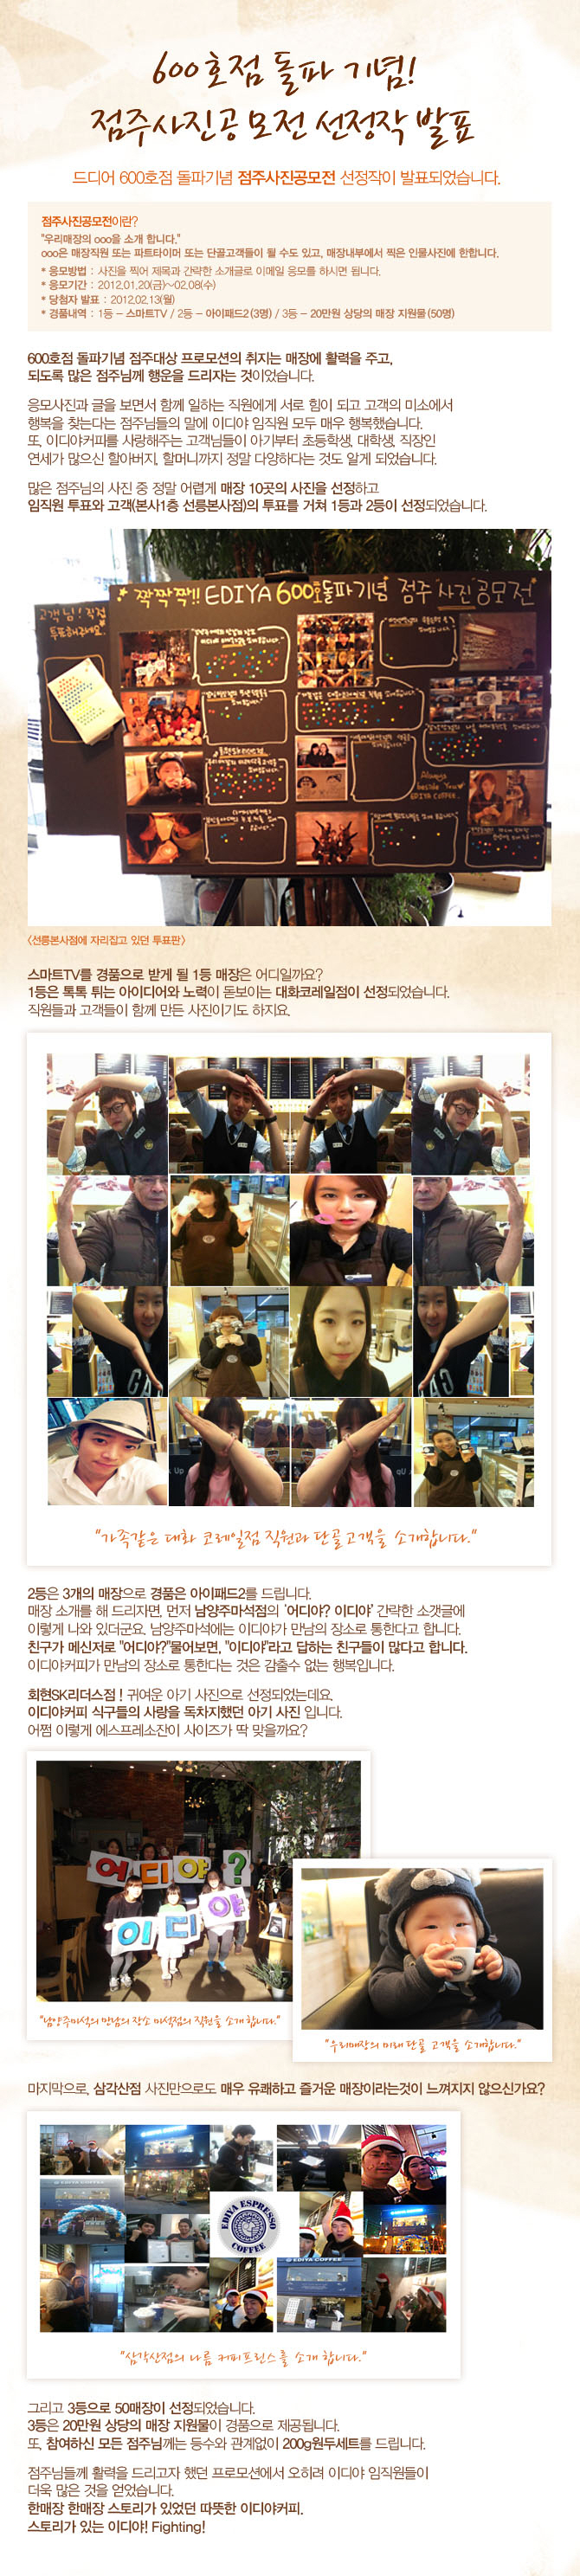 600호점 돌파 기념!
점주사진공모전 선정작 발표
드디어 600호점 돌파기념 점주사진공모전 선정작이 발표되었습니다.
점주사진공모전이란?
"우리매장의 ooo을 소개 합니다."
ooo은 매장직원 또는 파트타이머 또는 단골고객들이 될 수도 있고, 매장내부에서 찍은 인물사진에 한합니다.
* 응모방법 : 사진을 찍어 제목과 간략한 소개글로 이메일 응모를 하시면 됩니다.
* 응모기간 : 2012.01.20(금)~02.08(수)
* 당첨자 발표 : 2012.02.13(월)
* 경품내역 : 1등 - 스마트TV / 2등 - 아이패드2 (3명) / 3등 - 20만원 상당의 매장 지원물 (50명)
600호점 돌파기념 점주대상 프로모션의 취지는 매장에 활력을 주고,
되도록 많은 점주님께 행운을 드리자는 것이었습니다.
응모사진과 글을 보면서 함께 일하는 직원에게 서로 힘이 되고 고객의 미소에서
행복을 찾는다는 점주님들의 말에 이디야 임직원 모두 매우 행복했습니다.
또, 이디야커피를 사랑해주는 고객님들이 아기부터 초등학생, 대학생, 직장인
연세가 많으신 할아버지, 할머니까지 정말 다양하다는 것도 알게 되었습니다.
많은 점주님의 사진 중 정말 어렵게 매장 10곳의 사진을 선정하고
임직원 투표와 고객(본사1층 선릉본사점)의 투표를 거쳐 1등과 2등이 선정되었습니다.
짝짝짝!! EDIYA 600호돌파기념 점주 사진공모전
고객님! 직접
투표해주세요
Always
beside You♥
EDIYA COFFEE.
<선릉본사점에 자리잡고 있던 투표판>
스마트TV를 경품으로 받게 될 1등 매장은 어디일까요?
1등은 톡톡 튀는 아이디어와 노력이 돋보이는 대화코레일점이 선정되었습니다.
직원들과 고객들이 함께 만든 사진이기도 하지요.
"가족같은 대화 코레일점 직원과 단골고객을 소개합니다."
2등은 3개의 매장으로 경품은 아이패드2를 드립니다.
매장 소개를 해 드리자면, 먼저 남양주마석점의 '어디야? 이디야' 간략한 소갯글에
이렇게 나와 있더군요. 남양주마석에는 이디야가 만남의 장소로 통한다고 합니다.
친구가 메신저로 "어디야?"물어보면, "이디야"라고 답하는 친구들이 많다고 합니다.
이디야커피가 만남의 장소로 통한다는 것은 감출수 없는 행복입니다.
회현SK리더스점 ! 귀여운 아기 사진으로 선정되었는데요,
이디야커피 식구들의 사랑을 독차지했던 아기 사진 입니다.
어쩜 이렇게 에스프레소잔이 사이즈가 딱 맞을까요?
어디야?
이디야
"남양주마석의 만남의 장소 마석점의 직원을 소개 합니다."
"우리매장의 미래 단골 고객을 소개합니다."
마지막으로, 삼각산점 사진만으로도 매우 유쾌하고 즐거운 매장이라는것이 느껴지지 않으신가요?
EDIYA ESPRESSO
COFFEE
EDIYA COFFEE
"삼각산점의 나름 커피프린스를 소개 합니다."
그리고 3등으로 50매장이 선정되었습니다.
3등은 20만원 상당의 매장 지원물이 경품으로 제공됩니다.
또, 참여하신 모든 점주님께는 등수와 관계없이 200g원두세트를 드립니다.
점주님들께 활력을 드리고자 했던 프로모션에서 오히려 이디야 임직원들이
더욱 많은 것을 얻었습니다.
한매장 한매장 스토리가 있었던 따뜻한 이디야커피.
스토리가 있는 이디야! Fighting!